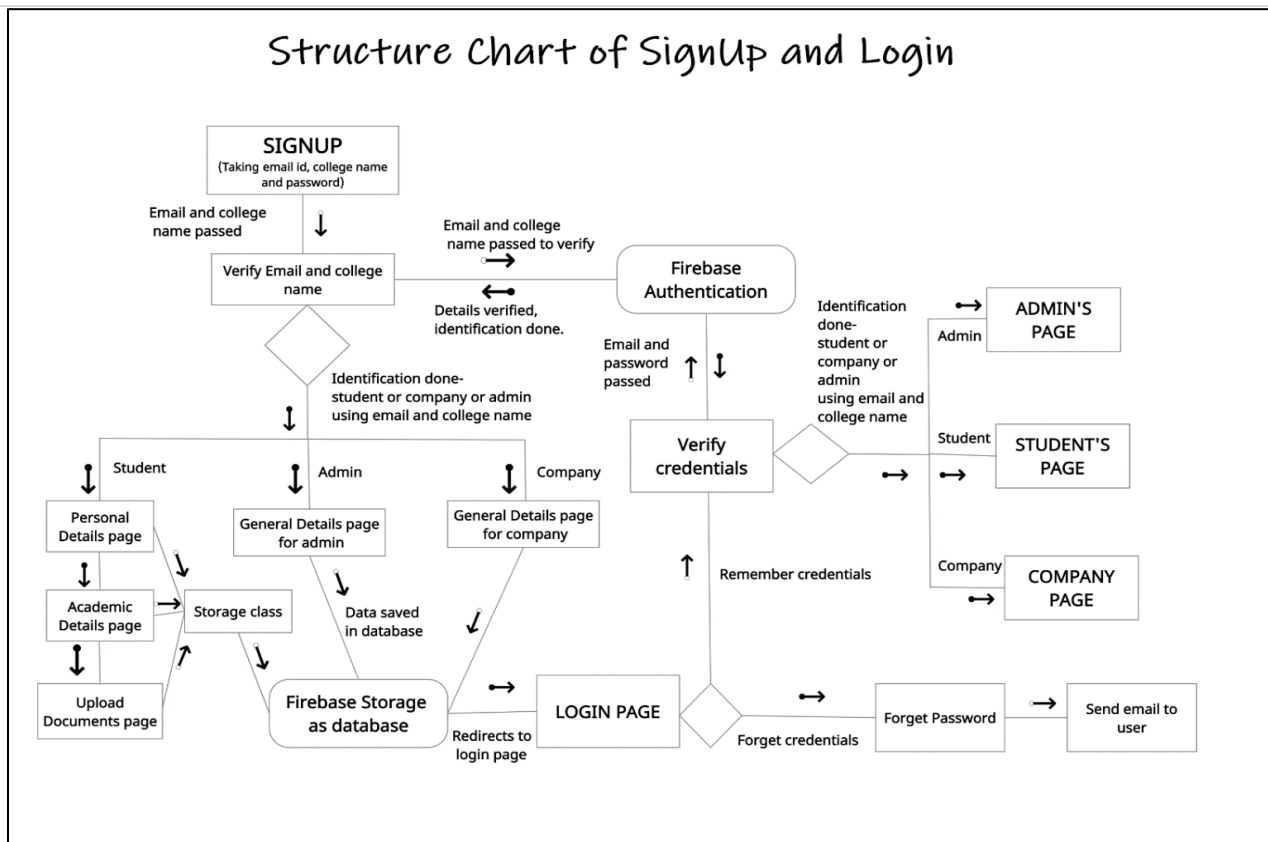 Structure Chart of SignUp and Login
SIGNUP
(Taking email id, college name
and password)
Email and college
name passed
Email and college
name passed to verify
Verify Email and college
name
Firebase
Authentication
Details verified,
identification done.
Identification
done-
student or
company or
admin
using email and
college name
ADMIN'S
PAGE
Admin
Email and
password
passed
Identification done-
student or company or admin
using email and college name
Verify
credentials
Student
STUDENT'S
PAGE
Student
Admin
Company
Personal
Details page
General Details page
for admin
General Details page
for company
Company
COMPANY
PAGE
Remember credentials
Academic
Details page
Storage class
Data saved
in database
Upload
Documents page
Firebase Storage
as database
Redirects to
login page
LOGIN PAGE
Forget credentials
Forget Password
Send email to
user